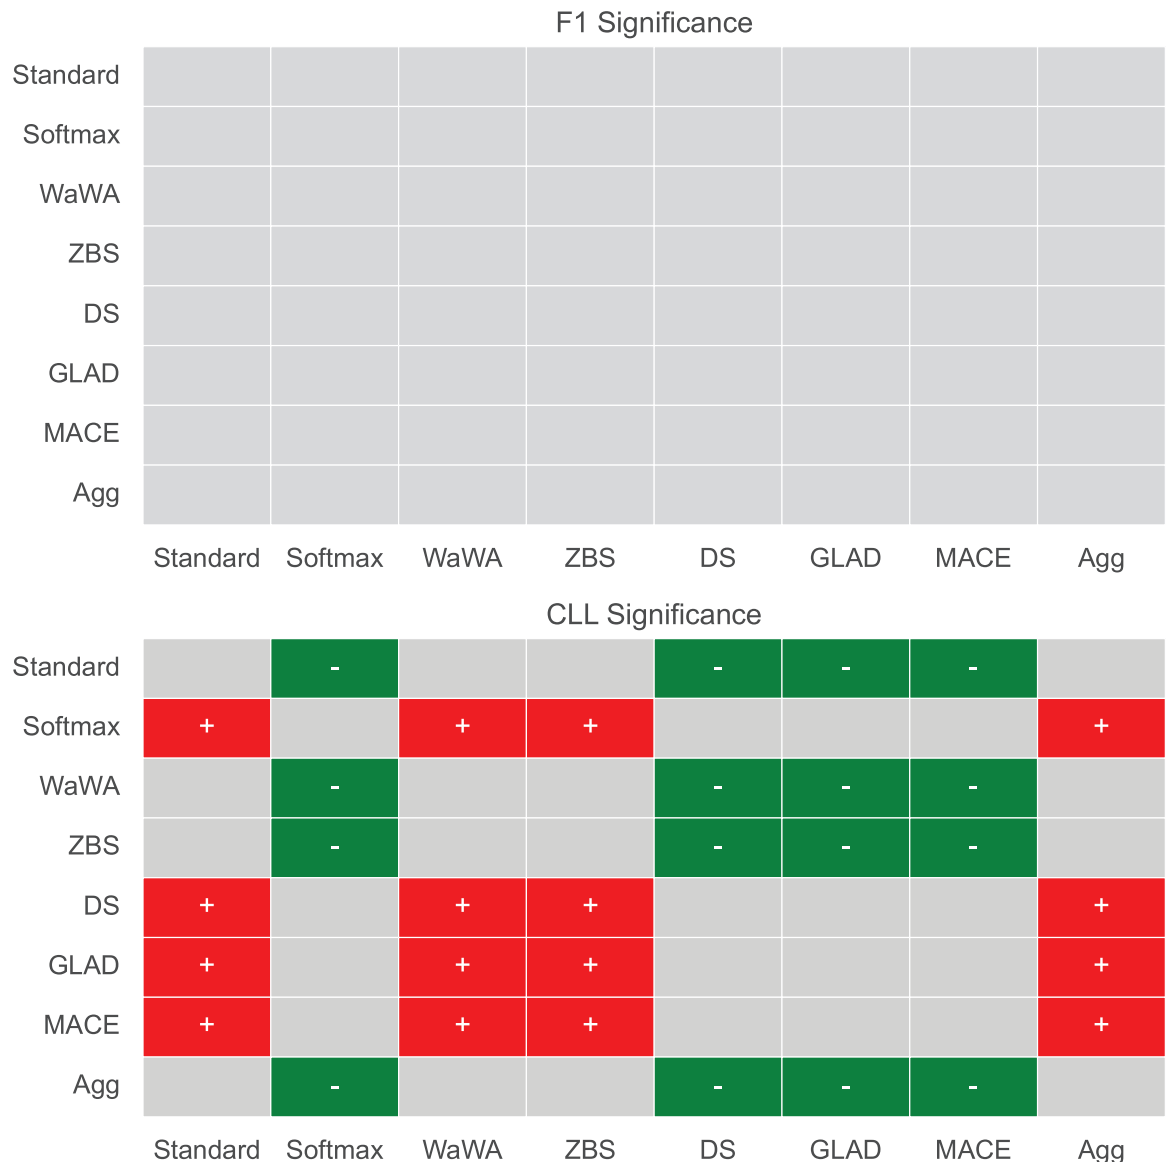 F1 Significance
Standard
Softmax
WaWA
ZBS
DS
GLAD
MACE
Agg
Standard Softmax WaWA ZBS DS GLAD MACE Agg
CLL Significance
Standard - - - -
Softmax + + + +
WaWA - - - -
ZBS - - - -
DS + + + +
GLAD + + + +
MACE + + + +
Agg - - - -
Standard Softmax WaWA ZBS DS GLAD MACE Agg